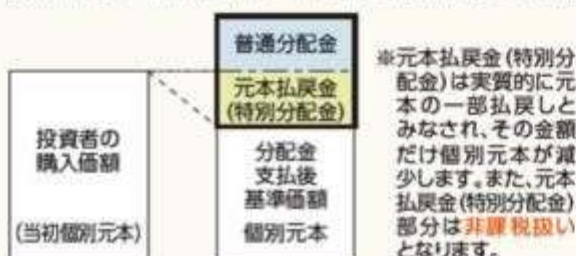 普通分配金
元本払戻金
(特別分配金)
投資者の
購入価額
(当初個別元本)
分配金
支払後
基準価額
個別元本
※元本払戻金(特別分
配金)は実質的に元
本の一部払戻しと
みなされ、その金額
だけ個別元本が減
少します。また、元本
払戻金(特別分配金)
部分は非課税扱い
となります。